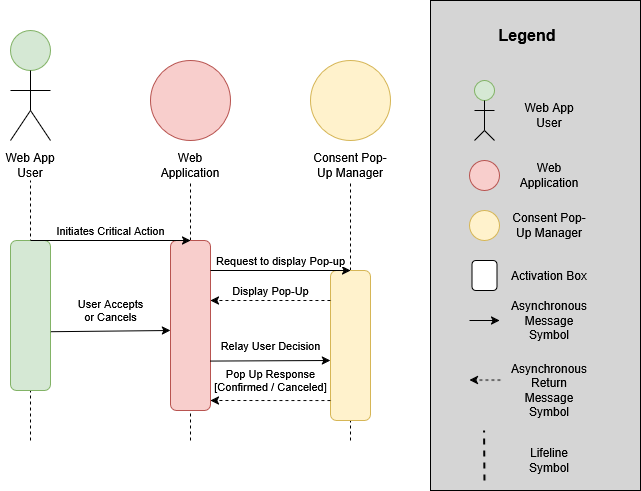 Web App
User
Web
Application
Consent Pop-
Up Manager
Initiates Critical Action
Request to display Pop-up
Display Pop-Up
User Accepts
or Cancels
Relay User Decision
Pop Up Response
[Confirmed / Canceled]
Legend
Web App
User
Web
Application
Consent Pop-
Up Manager
Activation Box
Asynchronous
Message
Symbol
Asynchronous
Return
Message
Symbol
Lifeline
Symbol